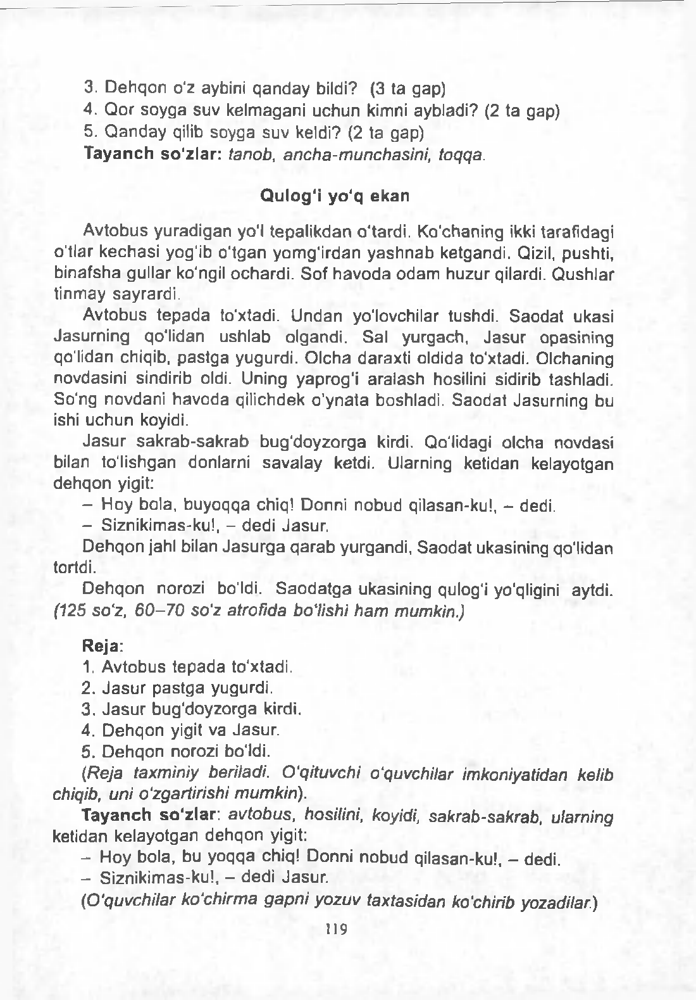 3. Dehqon o'z aybini qanday bildi? (3 ta gap)
4. Qor soyga suv kelmagani uchun kimni aybladi? (2 ta gap)
5. Qanday qilib soyga suv keldi? (2 ta gap)
Tayanch so'zlar: tanob, ancha-munchasini, toqqa.
Qulog'i yo'q ekan
Avtobus yuradigan yo'l tepalikdan o'tardi. Ko'chaning ikki tarafidagi
o'tlar kechasi yog'ib o'tgan yomg'irdan yashnab ketgandi. Qizil, pushti,
binafsha gullar ko'ngil ochardi. Sof havoda odam huzur qilardi. Qushlar
tinmay sayrardi.
Avtobus tepada to'xtadi. Undan yo'lovchilar tushdi. Saodat ukasi
Jasurning qo'lidan ushlab olgandi. Sal yurgach, Jasur opasining
qo'lidan chiqib, pastga yugurdi. Olcha daraxti oldida to'xtadi. Olchaning
novdasini sindirib oldi. Uning yaprog'i aralash hosilini sidirib tashladi.
So'ng novdani havoda qilichdek o'ynata boshladi. Saodat Jasurning bu
ishi uchun koyidi.
Jasur sakrab-sakrab bug'doyzorga kirdi. Qo'lidagi olcha novdasi
bilan to'lishgan donlarni savalay ketdi. Ularning ketidan kelayotgan
dehqon yigit:
– Hoy bola, buyoqqa chiq! Donni nobud qilasan-ku!, – dedi.
– Siznikimas-ku!, – dedi Jasur.
Dehqon jahl bilan Jasurga qarab yurgandi, Saodat ukasining qo'lidan
tortdi.
Dehqon norozi bo'ldi. Saodatga ukasining qulog'i yo'qligini aytdi.
(125 so'z, 60–70 so'z atrofida bo'lishi ham mumkin.)
Reja:
1. Avtobus tepada to'xtadi.
2. Jasur pastga yugurdi.
3. Jasur bug'doyzorga kirdi.
4. Dehqon yigit va Jasur.
5. Dehqon norozi bo'ldi.
(Reja taxminiy beriladi. O'qituvchi o'quvchilar imkoniyatidan kelib
chiqib, uni o'zgartirishi mumkin).
Tayanch so'zlar: avtobus, hosilini, koyidi, sakrab-sakrab, ularning
ketidan kelayotgan dehqon yigit:
– Hoy bola, bu yoqqa chiq! Donni nobud qilasan-ku!, – dedi.
– Siznikimas-ku!, – dedi Jasur.
(O'quvchilar ko'chirma gapni yozuv taxtasidan ko'chirib yozadilar.)
119